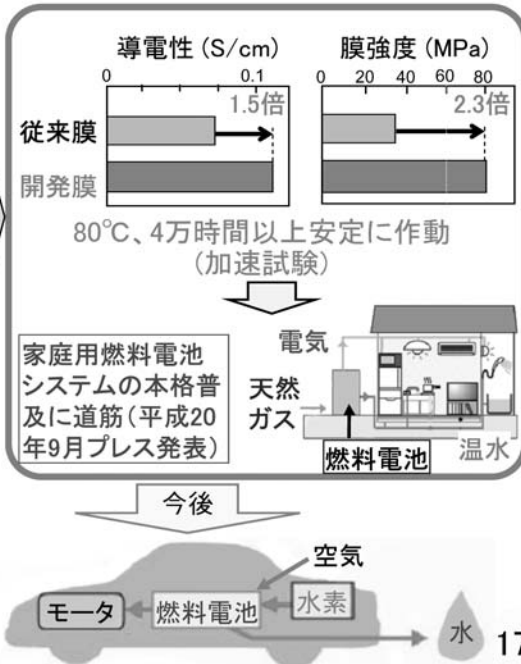 導電性 (S/cm)
膜強度 (MPa)
0 0.1
0 20 40 60 80
1.5倍
2.3倍
従来膜
開発膜
80℃、4万時間以上安定に作動
(加速試験)
家庭用燃料電池
システムの本格普
及に道筋(平成20
年9月プレス発表)
電気
天然
ガス
燃料電池
温水
今後
空気
モータ
燃料電池
水素
水
17